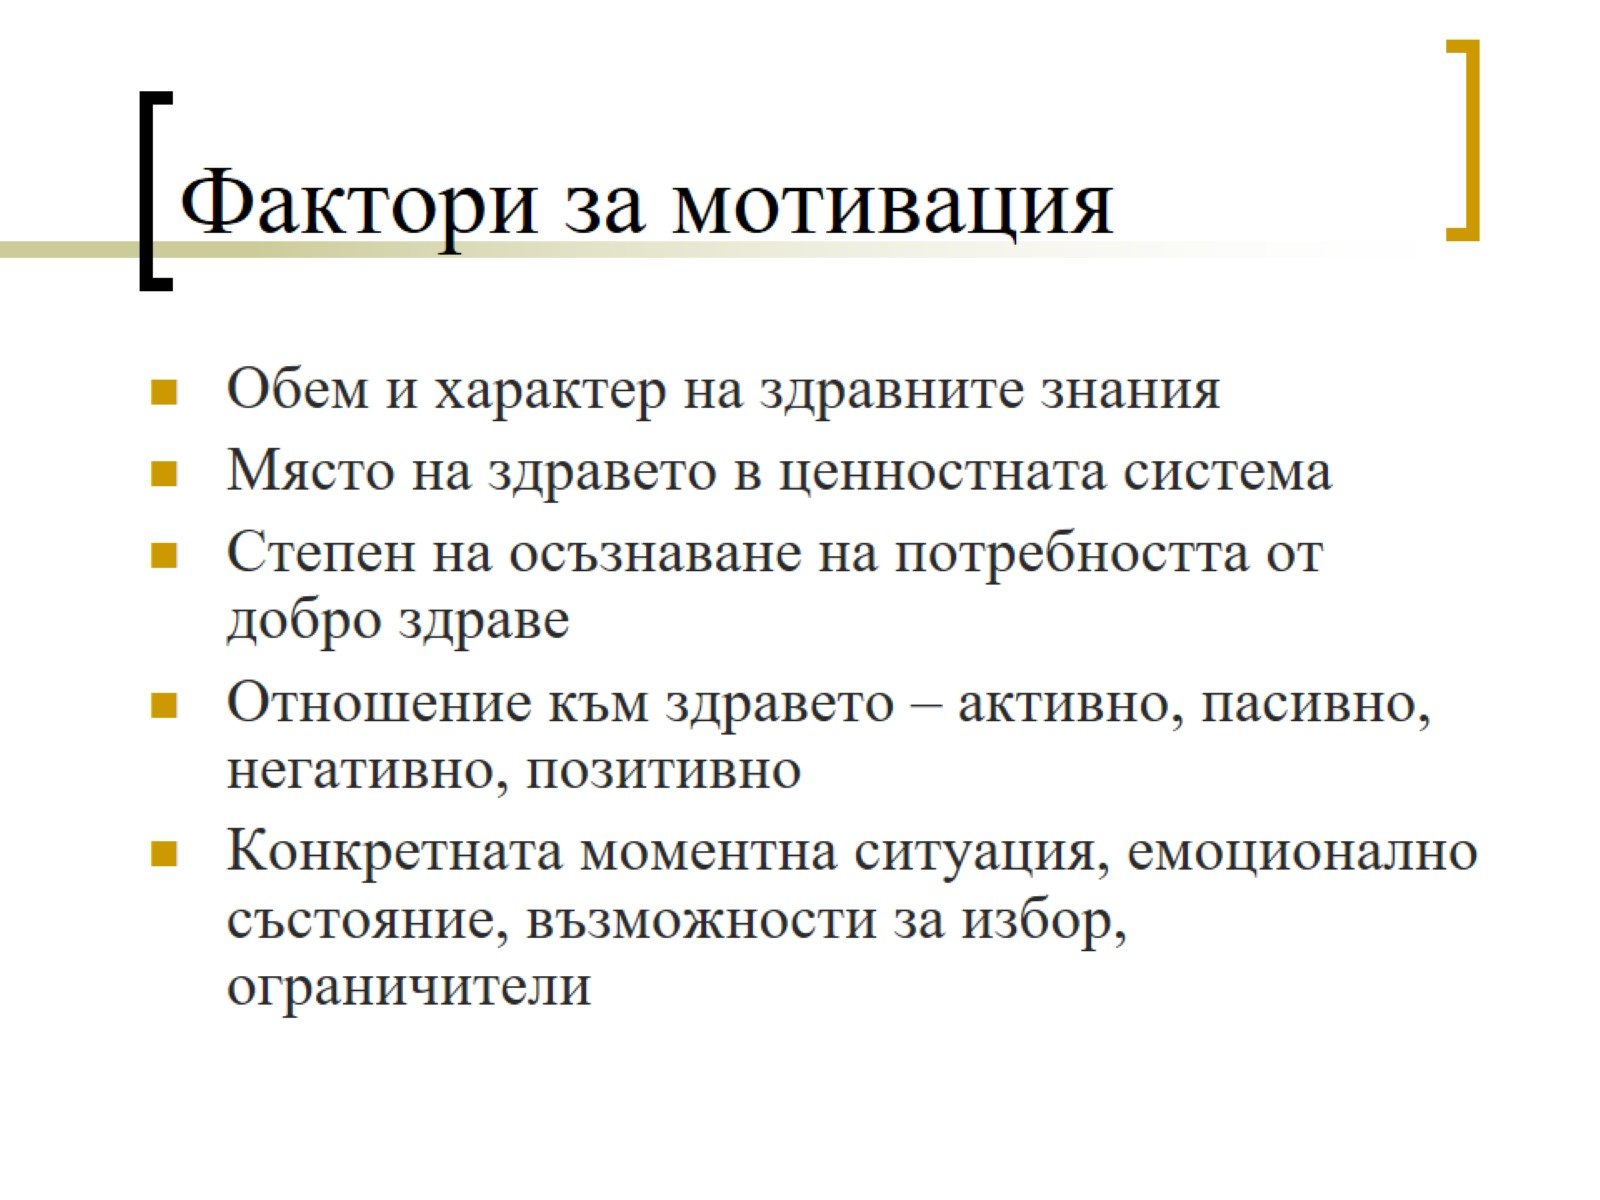 Фактори за мотивация
Обем и характер на здравните знания
Място на здравето в ценностната система
Степен на осъзнаване на потребността от
добро здраве
Отношение към здравето – активно, пасивно,
негативно, позитивно
Конкретната моментна ситуация, емоционално
състояние, възможности за избор,
ограничители